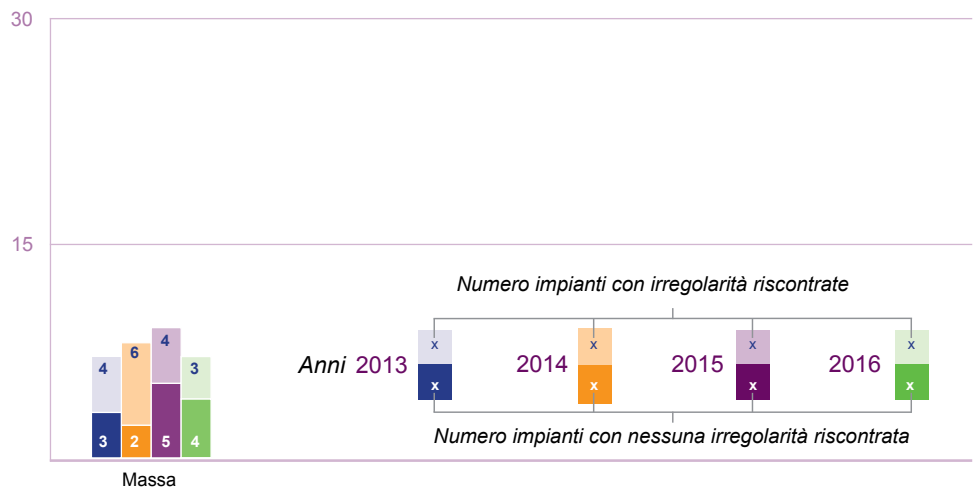 30
15
Numero impianti con irregolarità riscontrate
x x x x
Anni 2013 2014 2015 2016
x x x x
Numero impianti con nessuna irregolarità riscontrata
4 6 4 3
3 2 5 4
Massa